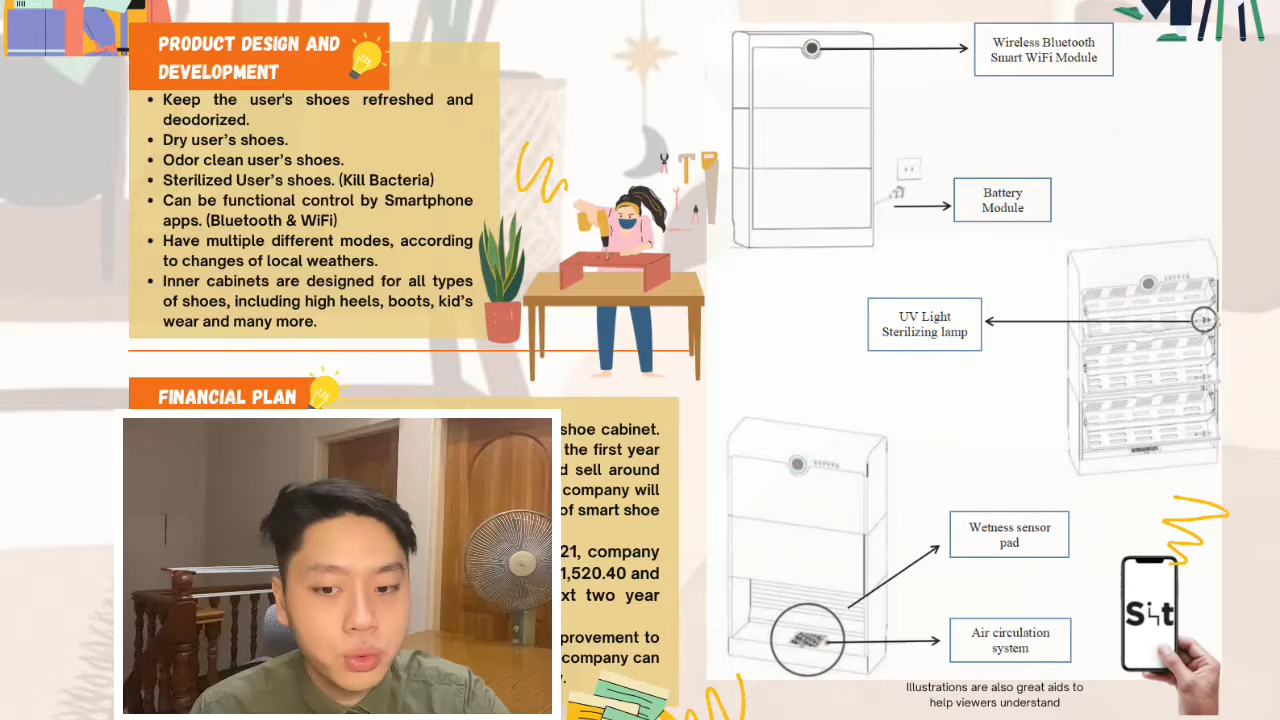 PRODUCT DESIGN AND
DEVELOPMENT
• Keep the user's shoes refreshed and
deodorized.
• Dry user’s shoes.
• Odor clean user’s shoes.
• Sterilized User’s shoes. (Kill Bacteria)
• Can be functional control by Smartphone
apps. (Bluetooth & WiFi)
• Have multiple different modes, according
to changes of local weathers.
• Inner cabinets are designed for all types
of shoes, including high heels, boots, kid’s
wear and many more.
FINANCIAL PLAN
shoe cabinet.
the first year
sell around
company will
of smart shoe
21, company
1,520.40 and
year
to
company can
Wireless Bluetooth
Smart WiFi Module
Battery
Module
UV Light
Sterilizing lamp
Wetness sensor
pad
Air circulation
system
Illustrations are also great aids to
help viewers understand